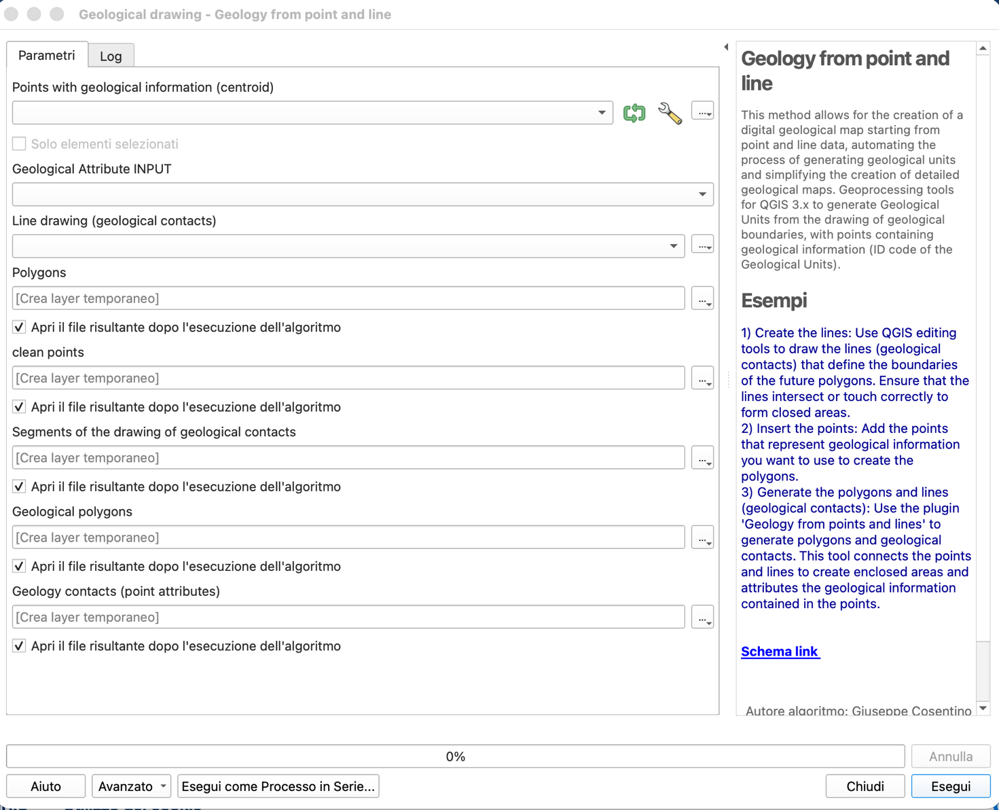 Geological drawing - Geology from point and line
Parametri
Log
Points with geological information (centroid)
...
Solo elementi selezionati
Geological Attribute INPUT
Line drawing (geological contacts)
...
Polygons
[Crea layer temporaneo]
...
Apri il file risultante dopo l'esecuzione dell'algoritmo
clean points
[Crea layer temporaneo]
...
Apri il file risultante dopo l'esecuzione dell'algoritmo
Segments of the drawing of geological contacts
[Crea layer temporaneo]
...
Apri il file risultante dopo l'esecuzione dell'algoritmo
Geological polygons
[Crea layer temporaneo]
...
Apri il file risultante dopo l'esecuzione dell'algoritmo
Geology contacts (point attributes)
[Crea layer temporaneo]
...
Apri il file risultante dopo l'esecuzione dell'algoritmo
Geology from point and
line
This method allows for the creation of a
digital geological map starting from
point and line data, automating the
process of generating geological units
and simplifying the creation of detailed
geological maps. Geoprocessing tools
for QGIS 3.x to generate Geological
Units from the drawing of geological
boundaries, with points containing
geological information (ID code of the
Geological Units).
Esempi
1) Create the lines: Use QGIS editing
tools to draw the lines (geological
contacts) that define the boundaries
of the future polygons. Ensure that the
lines intersect or touch correctly to
form closed areas.
2) Insert the points: Add the points
that represent geological information
you want to use to create the
polygons.
3) Generate the polygons and lines
(geological contacts): Use the plugin
'Geology from points and lines' to
generate polygons and geological
contacts. This tool connects the points
and lines to create enclosed areas and
attributes the geological information
contained in the points.
Schema link
Autore algoritmo: Giuseppe Cosentino
0%
Annulla
Aiuto
Avanzato
Esegui come Processo in Serie...
Chiudi
Esegui